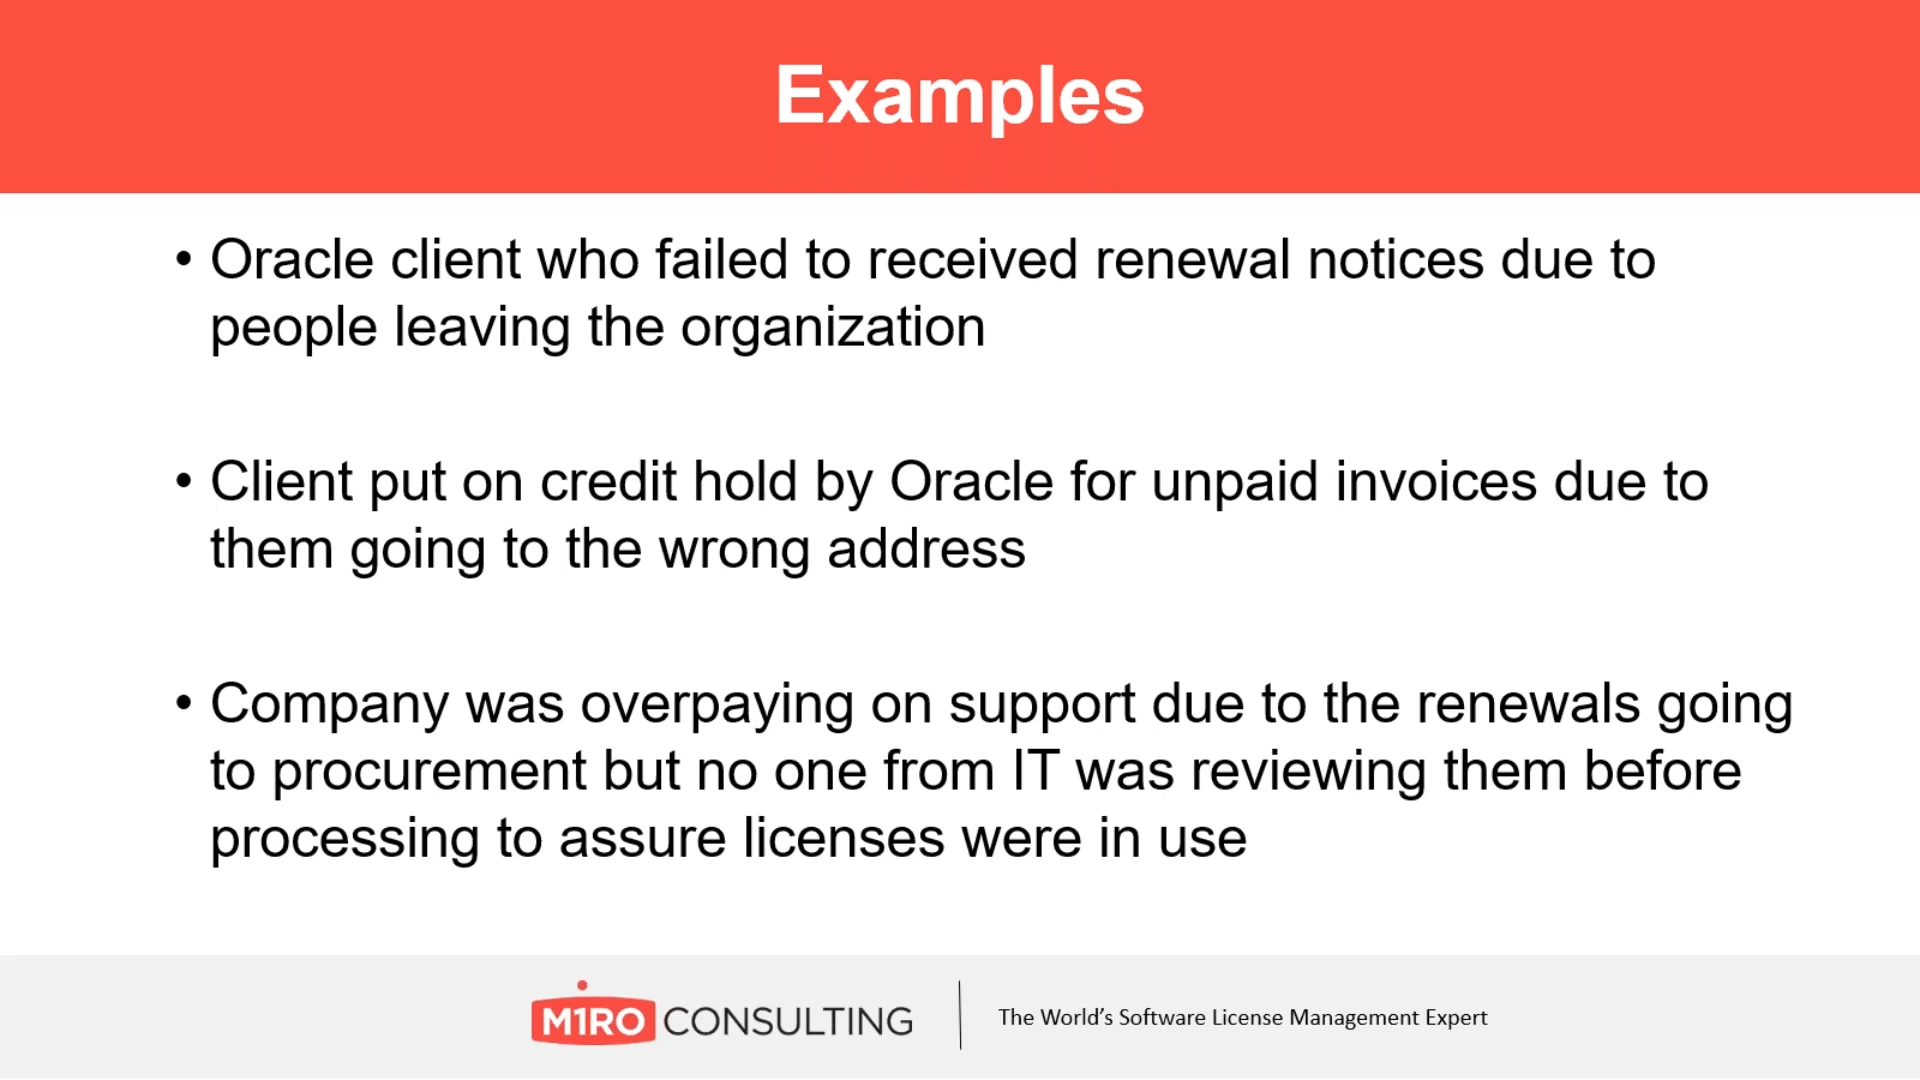 Examples
• Oracle client who failed to received renewal notices due to
people leaving the organization
• Client put on credit hold by Oracle for unpaid invoices due to
them going to the wrong address
• Company was overpaying on support due to the renewals going
to procurement but no one from IT was reviewing them before
processing to assure licenses were in use
M1RO CONSULTING
The World’s Software License Management Expert